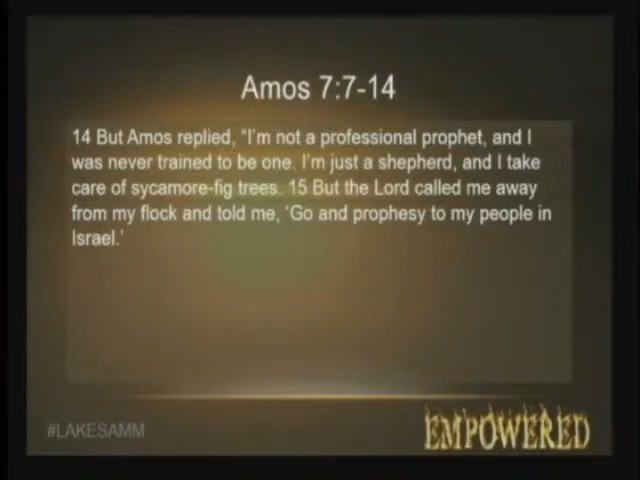 Amos 7:7-14
14 But Amos replied, “I’m not a professional prophet, and I
was never trained to be one. I’m just a shepherd, and I take
care of sycamore-fig trees. 15 But the Lord called me away
from my flock and told me, ‘Go and prophesy to my people in
Israel.’
#LAKESAMM
EMPOWERED